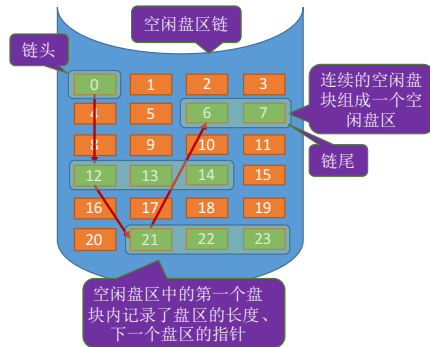 空闲盘区链
链头
0 1 2 3
4 5 6 7
8 9 10 11
12 13 14 15
16 17 18 19
20 21 22 23
连续的空闲盘
块组成一个空
闲盘区
链尾
空闲盘区中的第一个盘
块内记录了盘区的长度、
下一个盘区的指针